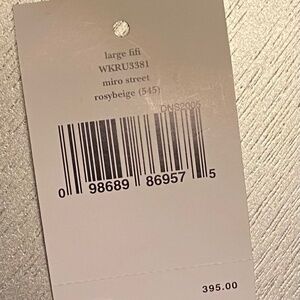 large fifi
WKRU3381
miro street
rosybeige (545)
DNS2005
0 98689 86957 5
395.00